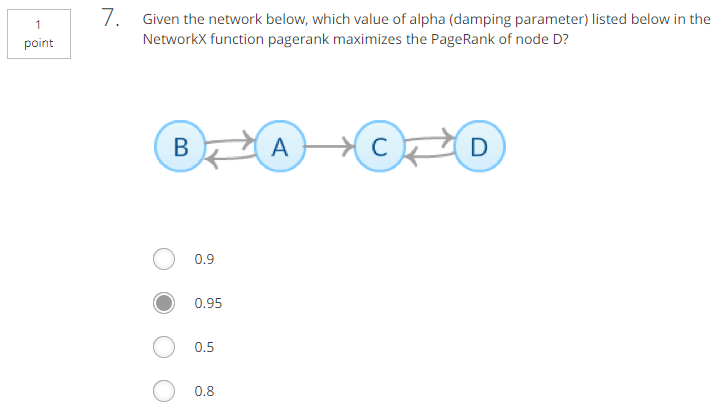 1
point
7.
Given the network below, which value of alpha (damping parameter) listed below in the
NetworkX function pagerank maximizes the PageRank of node D?
B A C D
0.9
0.95
0.5
0.8